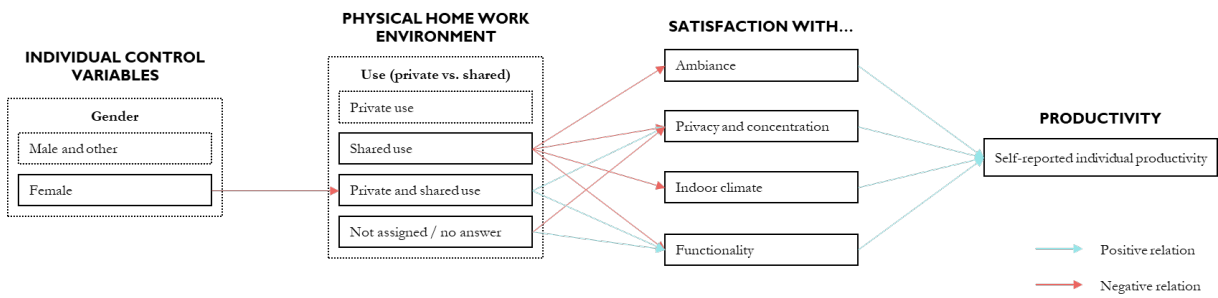 INDIVIDUAL CONTROL
VARIABLES
Gender
Male and other
Female
PHYSICAL HOME WORK
ENVIRONMENT
Use (private vs. shared)
Private use
Shared use
Private and shared use
Not assigned / no answer
SATISFACTION WITH…
Ambiance
Privacy and concentration
Indoor climate
Functionality
PRODUCTIVITY
Self-reported individual productivity
Positive relation
Negative relation